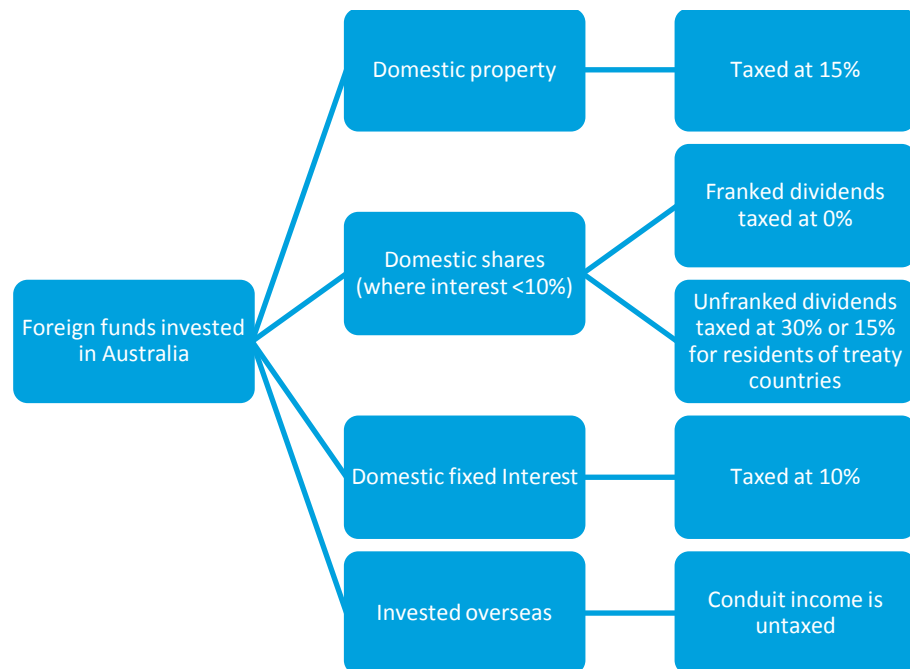 Foreign funds invested
in Australia
Domestic property
Taxed at 15%
Domestic shares
(where interest <10%)
Franked dividends
taxed at 0%
Unfranked dividends
taxed at 30% or 15%
for residents of treaty
countries
Domestic fixed Interest
Taxed at 10%
Invested overseas
Conduit income is
untaxed